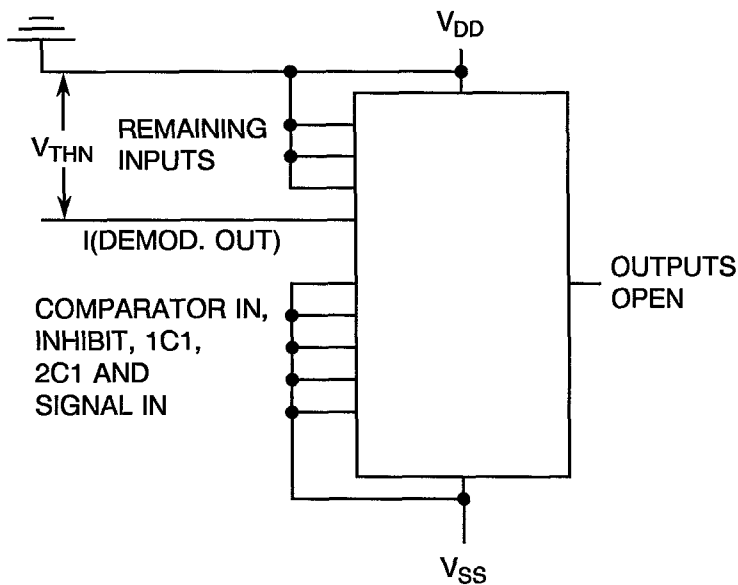 VDD
REMAINING
INPUTS
VTHN
I(DEMOD. OUT)
OUTPUTS
OPEN
COMPARATOR IN,
INHIBIT, 1C1,
2C1 AND
SIGNAL IN
VSS